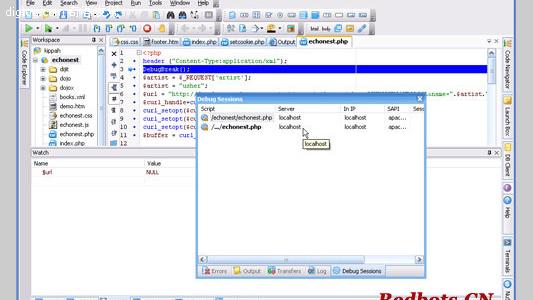 File Edit Search View Project Run Tools Window Help
css.css footer.htm index.php setcookie.php Output echonest.php
Workspace
kippah
echonest
dijit
dojo
dojox
books.xml
demo.htm
echonest.css
echonest.js
echonest.php
index.php
1 <?php
2 header ("Content-Type:application/xml");
3 DebugBreak();
4 $artist = $_REQUEST['artist'];
5 $artist = "usher";
6 $url = "http://
7 $curl_handle=cur
8 curl_setopt($cu
9 curl_setopt($cu
10 curl_setopt($cu
11 $buffer = curl_
Debug Sessions
Script Server In IP SAPI Sess
/echonest/echonest.php localhost localhost apac...
/.../echonest.php localhost localhost apac...
localhost
Errors Output Transfers Log Debug Sessions
Watch
Name Value
$url NULL
Code Explorer
Code Navigator
Launch Box
DB Client
Help
Terminals
Redbots.CN